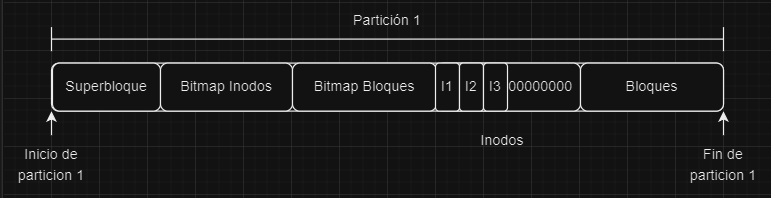 Partición 1
Superbloque
Bitmap Inodos
Bitmap Bloques
I1
I2
I3
00000000
Bloques
Inodos
Inicio de
particion 1
Fin de
particion 1